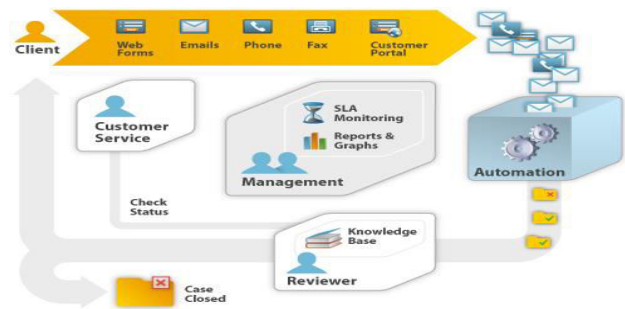 Client
Web
Forms
Emails
Phone
Fax
Customer
Portal
Customer
Service
SLA
Monitoring
Reports &
Graphs
Management
Automation
Check
Status
Knowledge
Base
Reviewer
Case
Closed